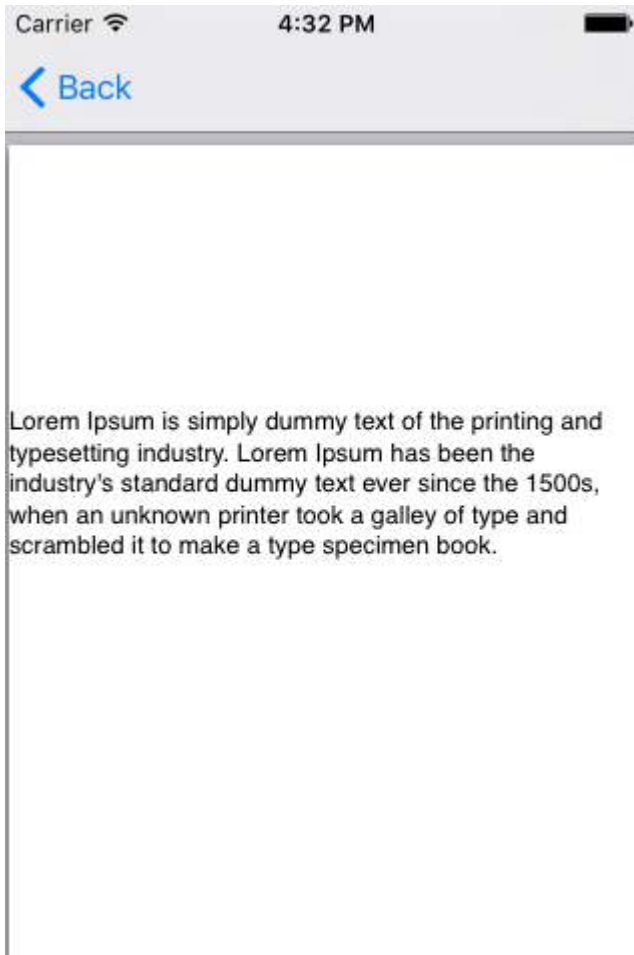 Carrier 4:32 PM
Back
Lorem Ipsum is simply dummy text of the printing and
typesetting industry. Lorem Ipsum has been the
industry's standard dummy text ever since the 1500s,
when an unknown printer took a galley of type and
scrambled it to make a type specimen book.